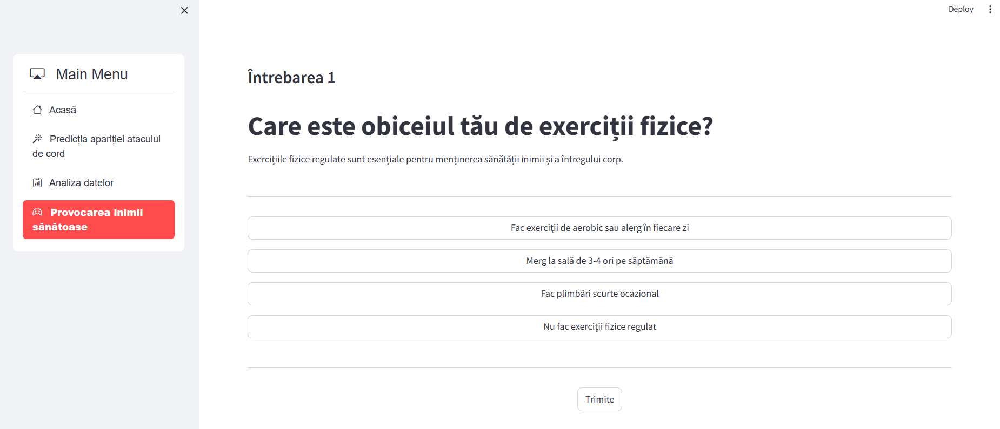 Deploy
Main Menu
Acasă
Predicția apariției atacului
de cord
Analiza datelor
Provocarea inimii
sănătoase
Întrebarea 1
Care este obiceiul tău de exerciții fizice?
Exercițiile fizice regulate sunt esențiale pentru menținerea sănătății inimii și a întregului corp.
Fac exerciții de aerobic sau alerg în fiecare zi
Merg la sală de 3-4 ori pe săptămână
Fac plimbări scurte ocazional
Nu fac exerciții fizice regulat
Trimite